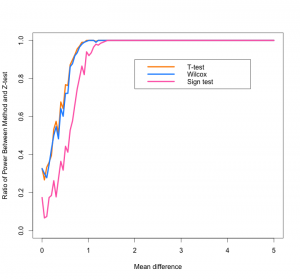 Ratio of Power Between Method and Z-test
1.0
0.8
0.6
0.4
0.2
0.0
T-test
Wilcox
Sign test
0 1 2 3 4 5
Mean difference